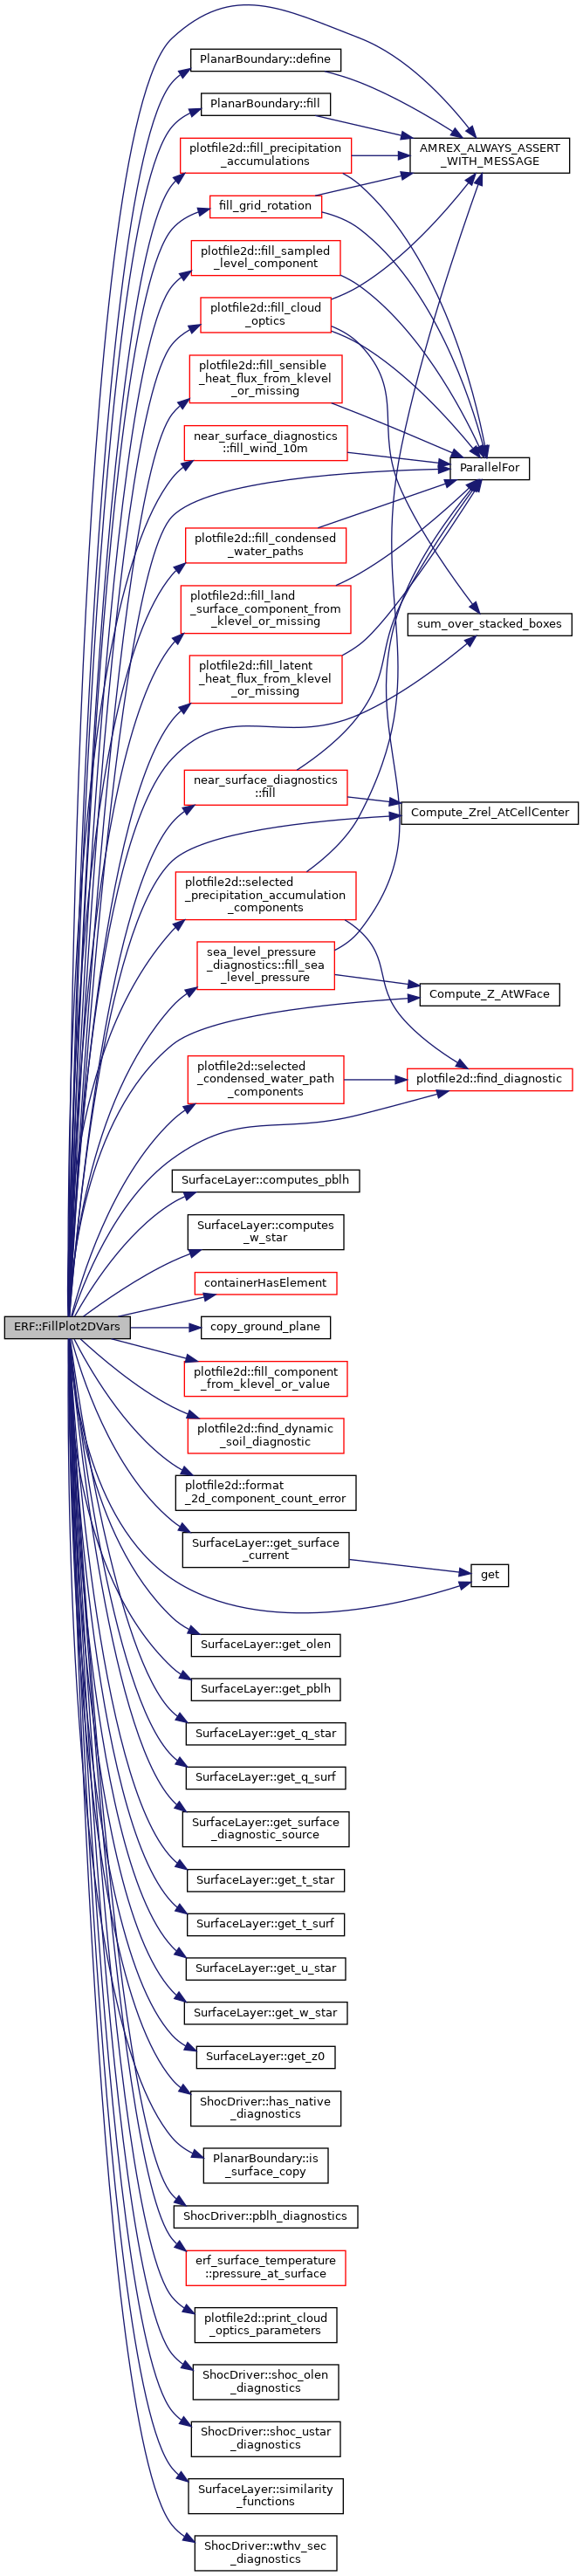 PlanarBoundary::define
PlanarBoundary::fill
AMREX_ALWAYS_ASSERT
_WITH_MESSAGE
plotfile2d::fill_precipitation
_accumulations
fill_grid_rotation
plotfile2d::fill_sampled
_level_component
plotfile2d::fill_cloud
_optics
plotfile2d::fill_sensible
_heat_flux_from_klevel
_or_missing
near_surface_diagnostics
::fill_wind_10m
ParallelFor
plotfile2d::fill_condensed
_water_paths
plotfile2d::fill_land
_surface_component_from
_klevel_or_missing
sum_over_stacked_boxes
plotfile2d::fill_latent
_heat_flux_from_klevel
_or_missing
near_surface_diagnostics
::fill
Compute_Zrel_AtCellCenter
plotfile2d::selected
_precipitation_accumulation
_components
sea_level_pressure
_diagnostics::fill_sea
_level_pressure
Compute_Z_AtWFace
plotfile2d::selected
_condensed_water_path
_components
plotfile2d::find_diagnostic
SurfaceLayer::computes_pblh
SurfaceLayer::computes
_w_star
containerHasElement
ERF::FillPlot2DVars
copy_ground_plane
plotfile2d::fill_component
_from_klevel_or_value
plotfile2d::find_dynamic
_soil_diagnostic
plotfile2d::format
_2d_component_count_error
SurfaceLayer::get_surface
_current
get
SurfaceLayer::get_olen
SurfaceLayer::get_pblh
SurfaceLayer::get_q_star
SurfaceLayer::get_q_surf
SurfaceLayer::get_surface
_diagnostic_source
SurfaceLayer::get_t_star
SurfaceLayer::get_t_surf
SurfaceLayer::get_u_star
SurfaceLayer::get_w_star
SurfaceLayer::get_z0
ShocDriver::has_native
_diagnostics
PlanarBoundary::is
_surface_copy
ShocDriver::pblh_diagnostics
erf_surface_temperature
::pressure_at_surface
plotfile2d::print_cloud
_optics_parameters
ShocDriver::shoc_olen
_diagnostics
ShocDriver::shoc_ustar
_diagnostics
SurfaceLayer::similarity
_functions
ShocDriver::wthv_sec
_diagnostics